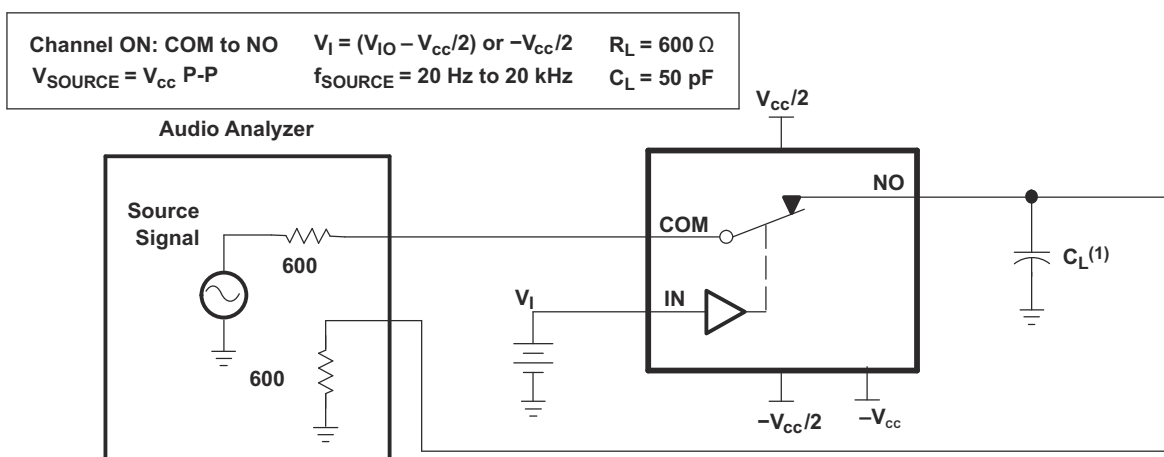 Channel ON: COM to NO V_I = (V_IO – V_cc/2) or –V_cc/2 R_L = 600 Ω
V_SOURCE = V_cc P-P f_SOURCE = 20 Hz to 20 kHz C_L = 50 pF
V_cc/2
Audio Analyzer
NO
Source
Signal
COM
600
C_L(1)
V_I
IN
600
–V_cc/2
–V_cc